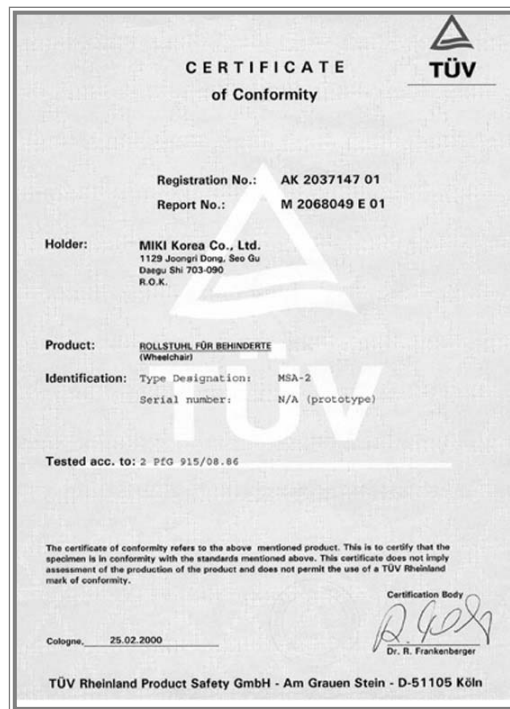 TÜV
CERTIFICATE
of Conformity
Registration No.: AK 2037147 01
Report No.: M 2068049 E 01
Holder: MIKI Korea Co., Ltd.
1129 Joongri Dong, Seo Gu
Daegu Shi 703-090
R.O.K.
Product: ROLLSTUHL FÜR BEHINDERTE
(Wheelchair)
Identification: Type Designation: MSA-2
Serial number: N/A (prototype)
TÜV
Tested acc. to: 2 PfG 915/08.86
The certificate of conformity refers to the above mentioned product. This is to certify that the
specimen is in conformity with the standards mentioned above. This certificate does not imply
assessment of the production of the product and does not permit the use of a TÜV Rheinland
mark of conformity.
Certification Body
Cologne, 25.02.2000
Dr. R. Frankenberger
TÜV Rheinland Product Safety GmbH - Am Grauen Stein - D-51105 Köln